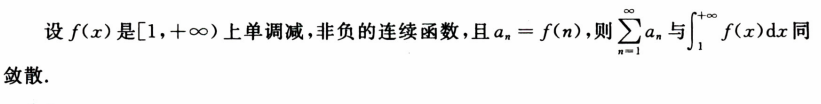 设 f(x) 是[1,+∞) 上单调减,非负的连续函数,且 aₙ = f(n),则 ∑_{n=1}^{∞} aₙ 与∫_{1}^{+∞} f(x)dx 同
敛散.